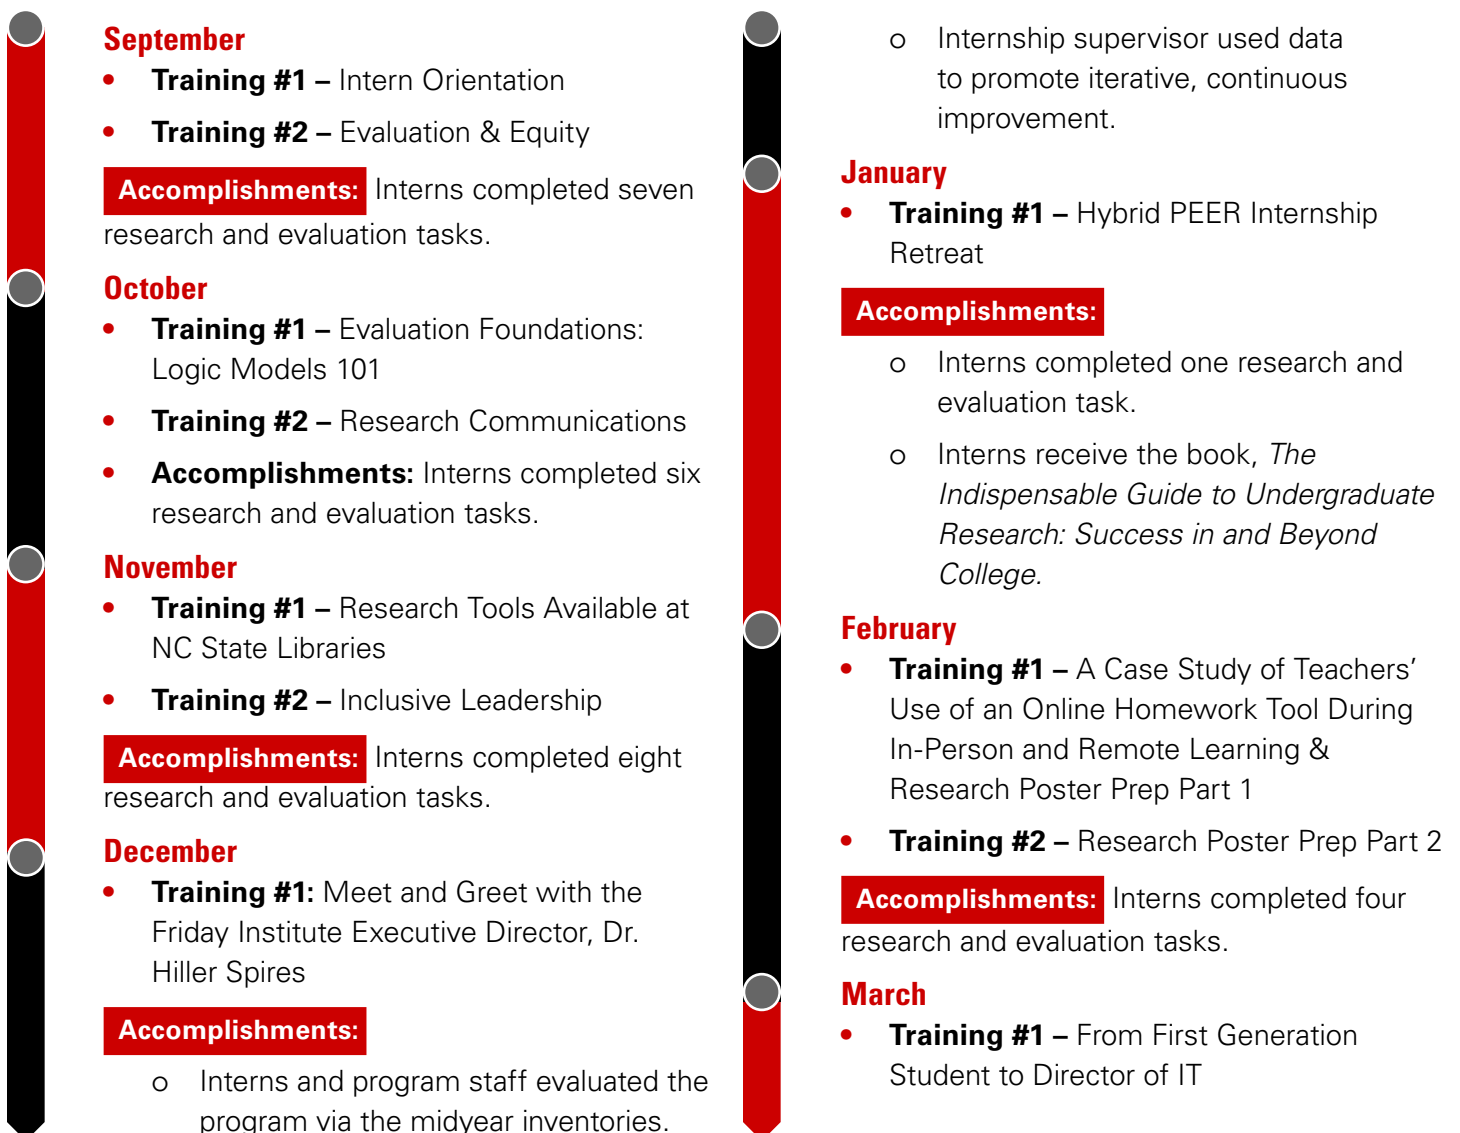 September
• Training #1 – Intern Orientation
• Training #2 – Evaluation & Equity
Accomplishments: Interns completed seven
research and evaluation tasks.
October
• Training #1 – Evaluation Foundations:
Logic Models 101
• Training #2 – Research Communications
• Accomplishments: Interns completed six
research and evaluation tasks.
November
• Training #1 – Research Tools Available at
NC State Libraries
• Training #2 – Inclusive Leadership
Accomplishments: Interns completed eight
research and evaluation tasks.
December
• Training #1: Meet and Greet with the
Friday Institute Executive Director, Dr.
Hiller Spires
Accomplishments:
o Interns and program staff evaluated the
program via the midyear inventories.
o Internship supervisor used data
to promote iterative, continuous
improvement.
January
• Training #1 – Hybrid PEER Internship
Retreat
Accomplishments:
o Interns completed one research and
evaluation task.
o Interns receive the book, The
Indispensable Guide to Undergraduate
Research: Success in and Beyond
College.
February
• Training #1 – A Case Study of Teachers’
Use of an Online Homework Tool During
In-Person and Remote Learning &
Research Poster Prep Part 1
• Training #2 – Research Poster Prep Part 2
Accomplishments: Interns completed four
research and evaluation tasks.
March
• Training #1 – From First Generation
Student to Director of IT